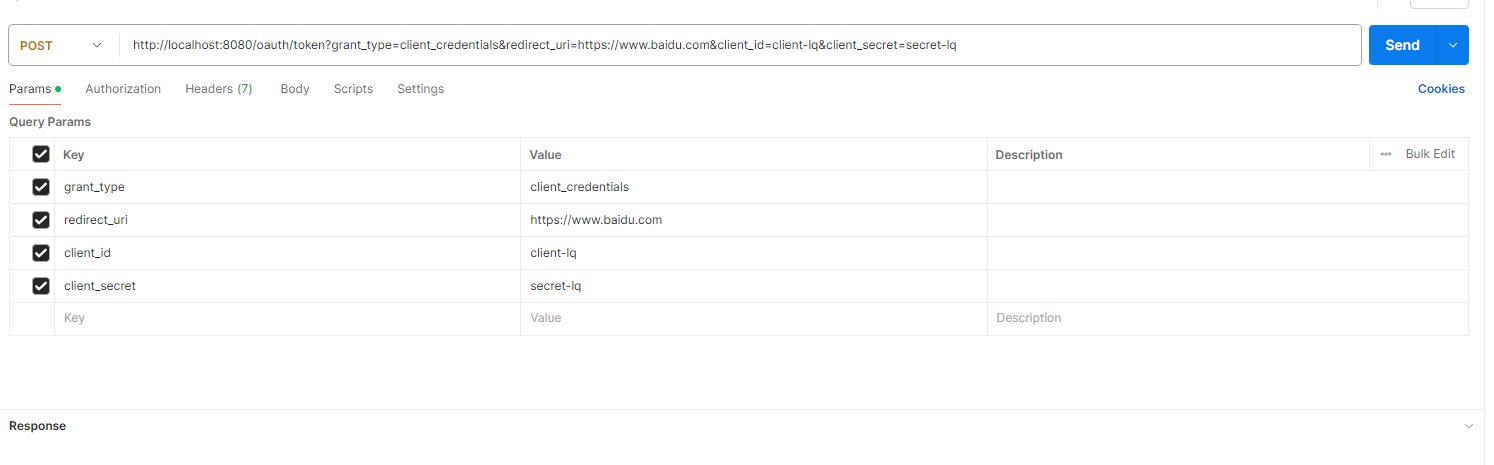 POST http://localhost:8080/oauth/token?grant_type=client_credentials&redirect_uri=https://www.baidu.com&client_id=client-lq&client_secret=secret-lq Send
Params Authorization Headers (7) Body Scripts Settings Cookies
Query Params
Key Value Description Bulk Edit
grant_type client_credentials
redirect_uri https://www.baidu.com
client_id client-lq
client_secret secret-lq
Key Value Description
Response